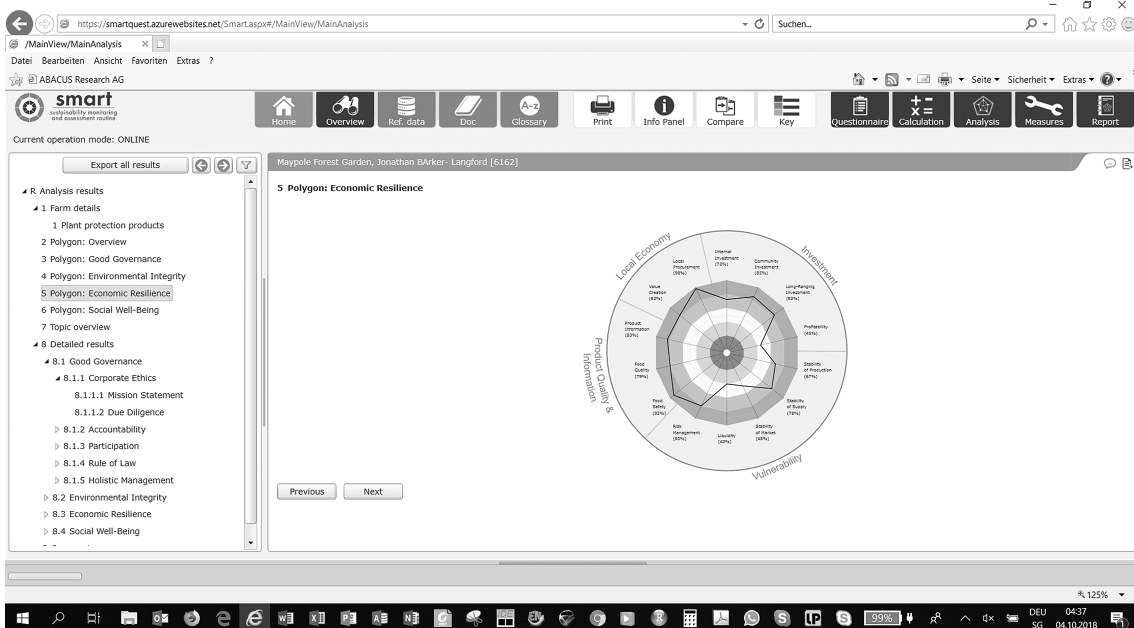 https://smartquest.azurewebsites.net/Smart.aspx#/MainView/MainAnalysis
Suchen...
/MainView/MainAnalysis
Datei Bearbeiten Ansicht Favoriten Extras ?
ABACUS Research AG
Seite Sicherheit Extras
smart
sustainability monitoring
and assessment routine
Home Overview Ref. data Doc A-z Glossary Print Info Panel Compare Key Questionnaire Calculation Analysis Measures Report
Current operation mode: ONLINE
Export all results
Maypole Forest Garden, Jonathan BArker- Langford [6162]
R Analysis results
1 Farm details
1 Plant protection products
2 Polygon: Overview
3 Polygon: Good Governance
4 Polygon: Environmental Integrity
5 Polygon: Economic Resilience
6 Polygon: Social Well-Being
7 Topic overview
8 Detailed results
8.1 Good Governance
8.1.1 Corporate Ethics
8.1.1.1 Mission Statement
8.1.1.2 Due Diligence
8.1.2 Accountability
8.1.3 Participation
8.1.4 Rule of Law
8.1.5 Holistic Management
8.2 Environmental Integrity
8.3 Economic Resilience
8.4 Social Well-Being
5 Polygon: Economic Resilience
Local Economy
Investment
Vulnerability
Product Quality &
Information
Internal
Investment
(72%)
Community
Investment
(85%)
Long-Ranging
Investment
(83%)
Profitability
Stability
of Production
(67%)
Stability
of Supply
(78%)
Stability
of Market
Liquidity
(40%)
Risk
Management
(80%)
Food
Safety
(93%)
Food
Quality
(79%)
Product
Information
(83%)
Value
Creation
(82%)
Local
Procurement
(98%)
Previous Next
125%
99%
DEU
SG
04:37
04.10.2018